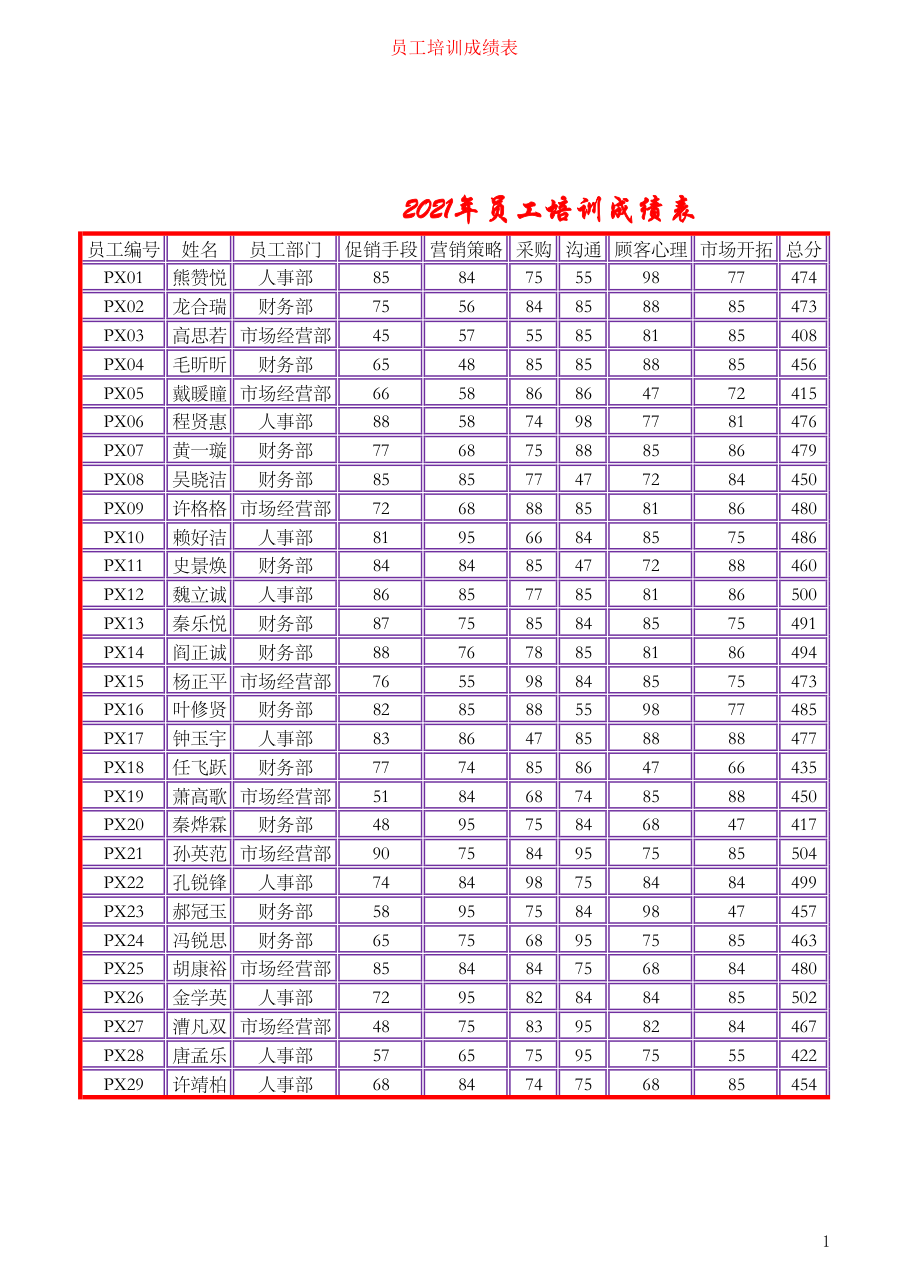 员工培训成绩表
2021年员工培训成绩表
员工编号 姓名 员工部门 促销手段 营销策略 采购 沟通 顾客心理 市场开拓 总分
PX01 熊赞悦 人事部 85 84 75 55 98 77 474
PX02 龙合瑞 财务部 75 56 84 85 88 85 473
PX03 高思若 市场经营部 45 57 55 85 81 85 408
PX04 毛昕昕 财务部 65 48 85 85 88 85 456
PX05 戴暖瞳 市场经营部 66 58 86 86 47 72 415
PX06 程贤惠 人事部 88 58 74 98 77 81 476
PX07 黄一璇 财务部 77 68 75 88 85 86 479
PX08 吴晓洁 财务部 85 85 77 47 72 84 450
PX09 许格格 市场经营部 72 68 88 85 81 86 480
PX10 赖好洁 人事部 81 95 66 84 85 75 486
PX11 史景焕 财务部 84 84 85 47 72 88 460
PX12 魏立诚 人事部 86 85 77 85 81 86 500
PX13 秦乐悦 财务部 87 75 85 84 85 75 491
PX14 阎正诚 财务部 88 76 78 85 81 86 494
PX15 杨正平 市场经营部 76 55 98 84 85 75 473
PX16 叶修贤 财务部 82 85 88 55 98 77 485
PX17 钟玉宇 人事部 83 86 47 85 88 88 477
PX18 任飞跃 财务部 77 74 85 86 47 66 435
PX19 萧高歌 市场经营部 51 84 68 74 85 88 450
PX20 秦烨霖 财务部 48 95 75 84 68 47 417
PX21 孙英范 市场经营部 90 75 84 95 75 85 504
PX22 孔锐锋 人事部 74 84 98 75 84 84 499
PX23 郝冠玉 财务部 58 95 75 84 98 47 457
PX24 冯锐思 财务部 65 75 68 95 75 85 463
PX25 胡康裕 市场经营部 85 84 84 75 68 84 480
PX26 金学英 人事部 72 95 82 84 84 85 502
PX27 漕凡双 市场经营部 48 75 83 95 82 84 467
PX28 唐孟乐 人事部 57 65 75 95 75 55 422
PX29 许靖柏 人事部 68 84 74 75 68 85 454
1